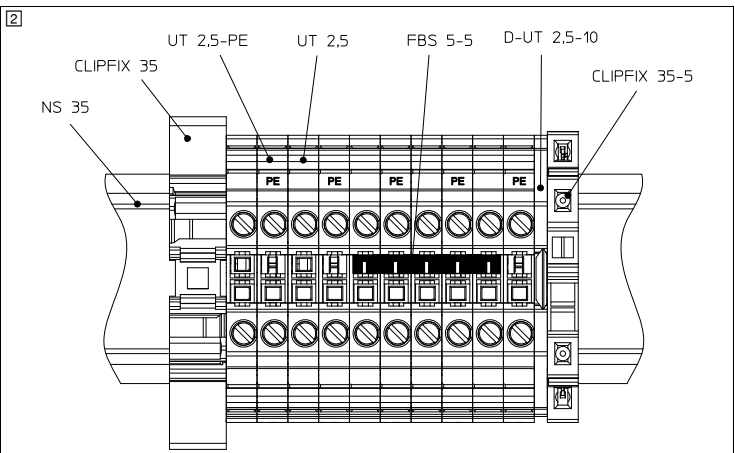 2
UT 2,5-PE UT 2,5 FBS 5-5 D-UT 2,5-10
CLIPFIX 35 CLIPFIX 35-5
NS 35
PE PE PE PE PE